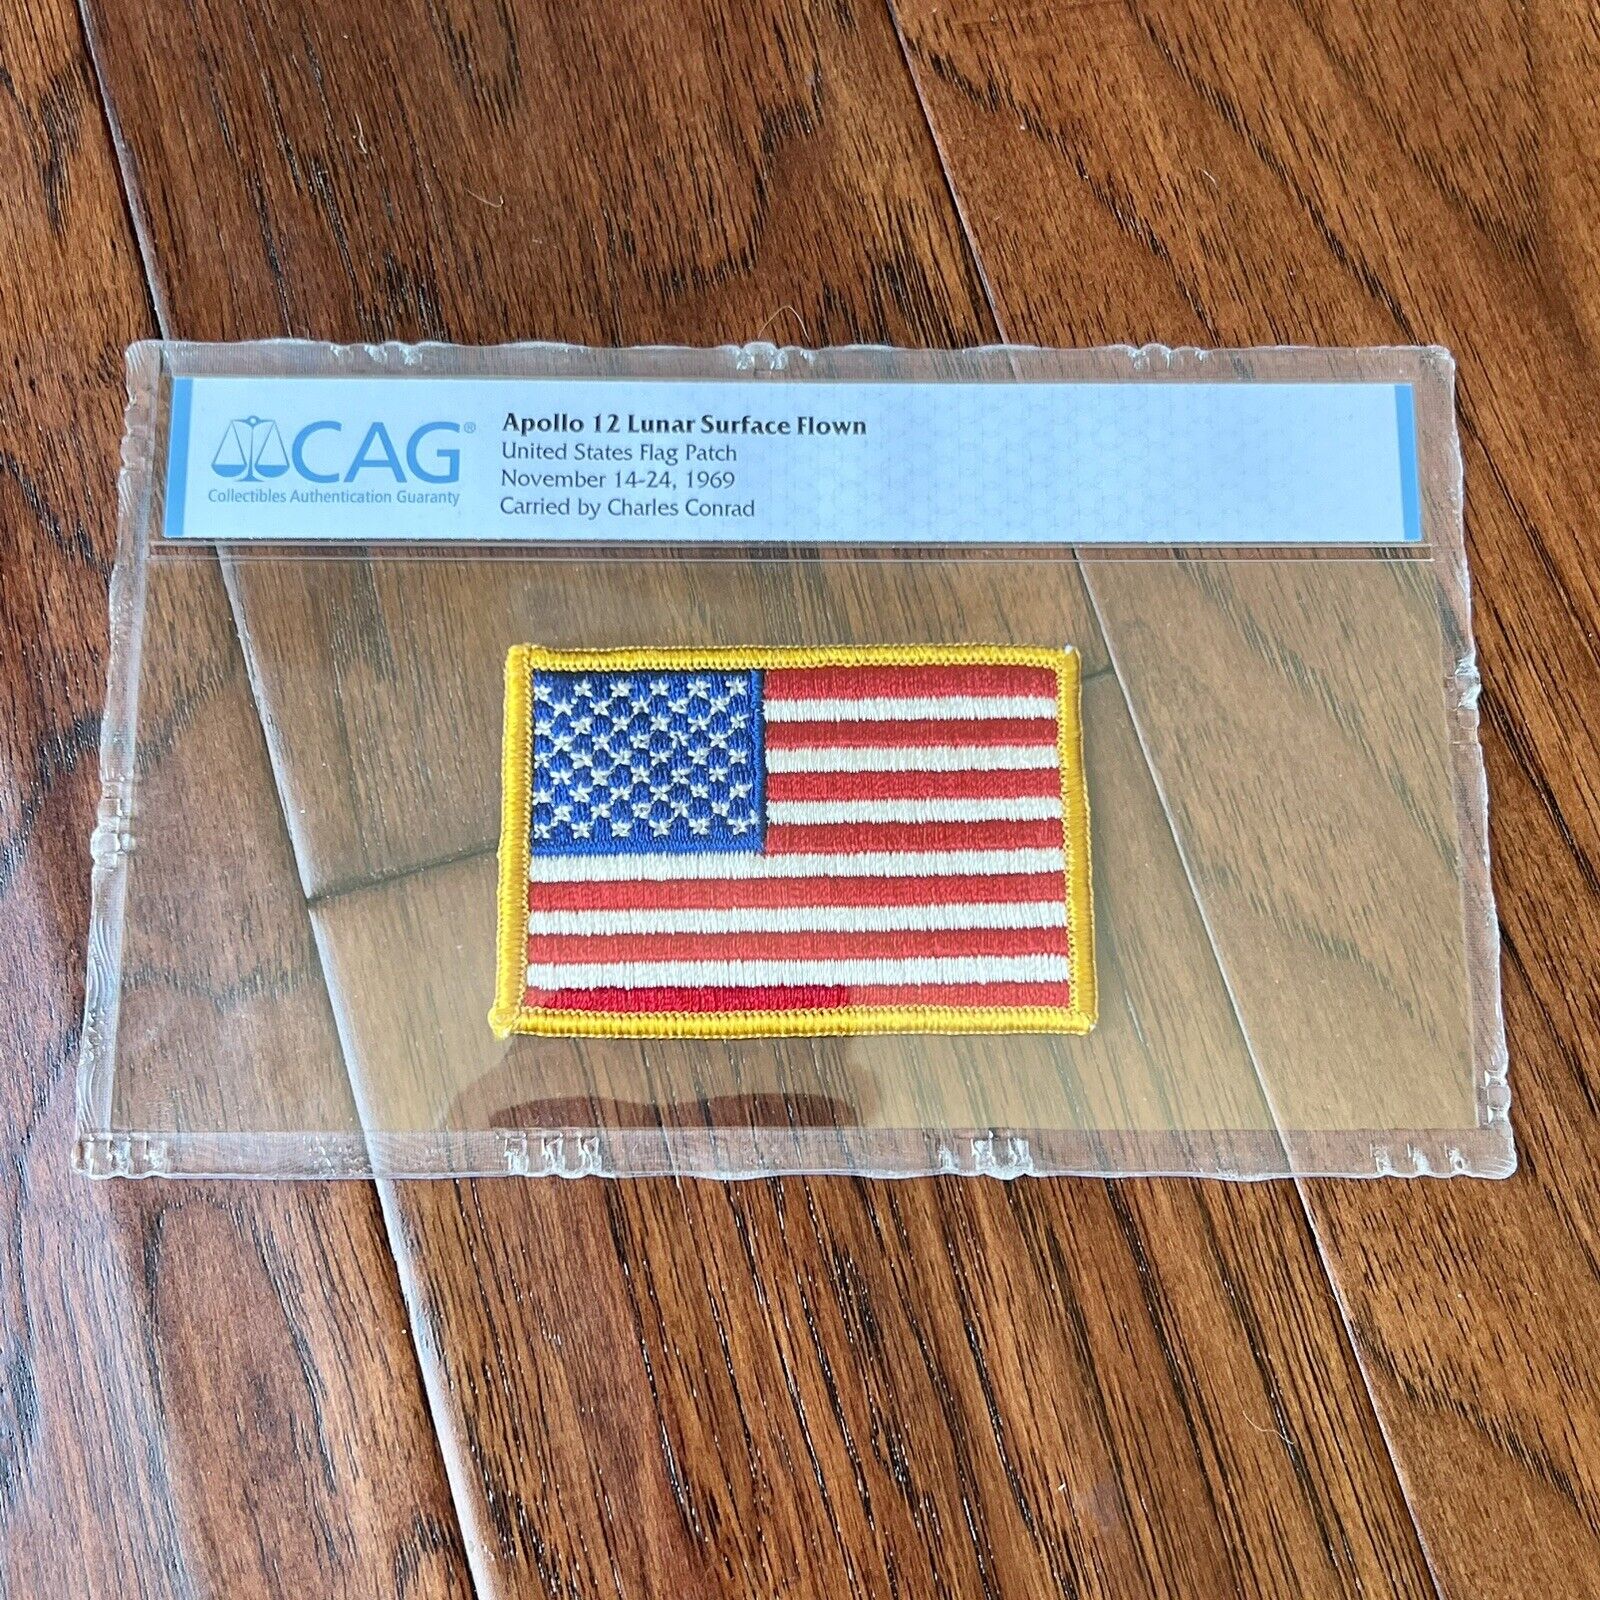 CAG®
Collectibles Authentication Guaranty
Apollo 12 Lunar Surface Flown
United States Flag Patch
November 14-24, 1969
Carried by Charles Conrad